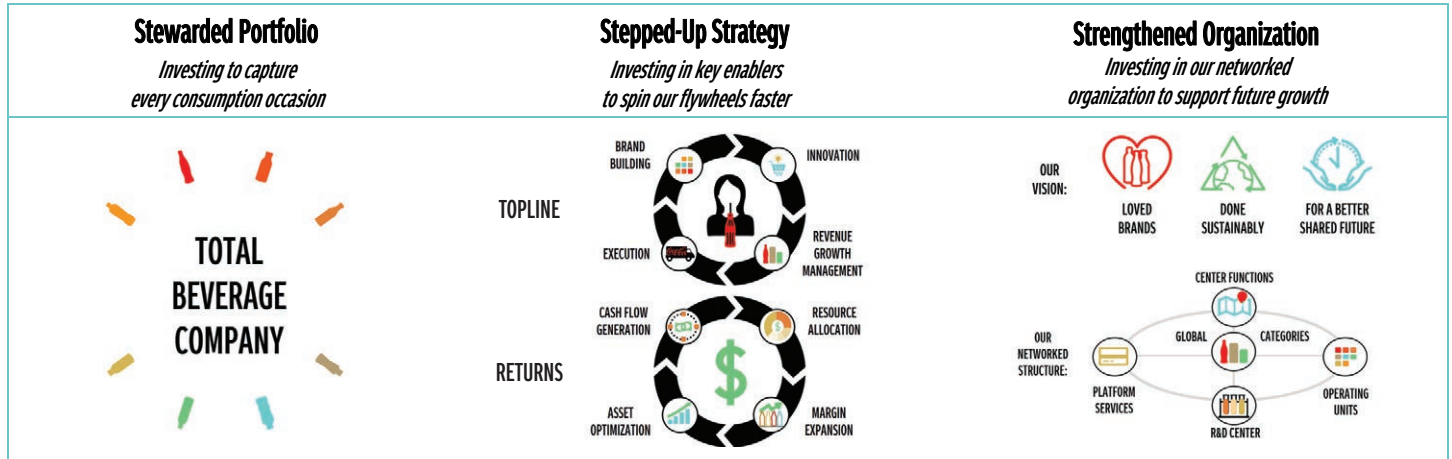 Stewarded Portfolio
Investing to capture
every consumption occasion
Stepped-Up Strategy
Investing in key enablers
to spin our flywheels faster
Strengthened Organization
Investing in our networked
organization to support future growth
TOTAL
BEVERAGE
COMPANY
TOPLINE
BRAND
BUILDING
INNOVATION
EXECUTION
REVENUE
GROWTH
MANAGEMENT
RETURNS
CASH FLOW
GENERATION
RESOURCE
ALLOCATION
$
$
ASSET
OPTIMIZATION
MARGIN
EXPANSION
OUR
VISION:
LOVED
BRANDS
DONE
SUSTAINABLY
FOR A BETTER
SHARED FUTURE
OUR
NETWORKED
STRUCTURE:
CENTER FUNCTIONS
GLOBAL CATEGORIES
PLATFORM
SERVICES
OPERATING
UNITS
R&D CENTER